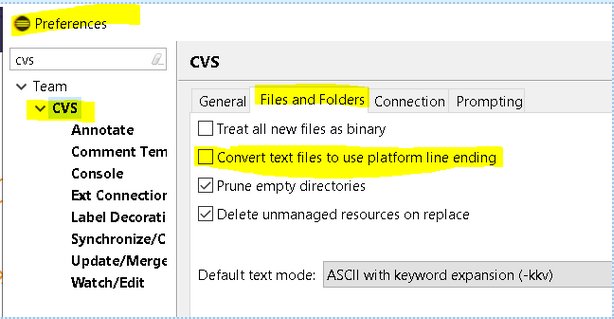 Preferences
cvs
CVS
Team
CVS
General Files and Folders Connection Prompting
Annotate
Treat all new files as binary
Comment Tem
Convert text files to use platform line ending
Console
Prune empty directories
Ext Connection
Delete unmanaged resources on replace
Label Decorati
Synchronize/C
Update/Merge
Default text mode: ASCII with keyword expansion (-kkv)
Watch/Edit